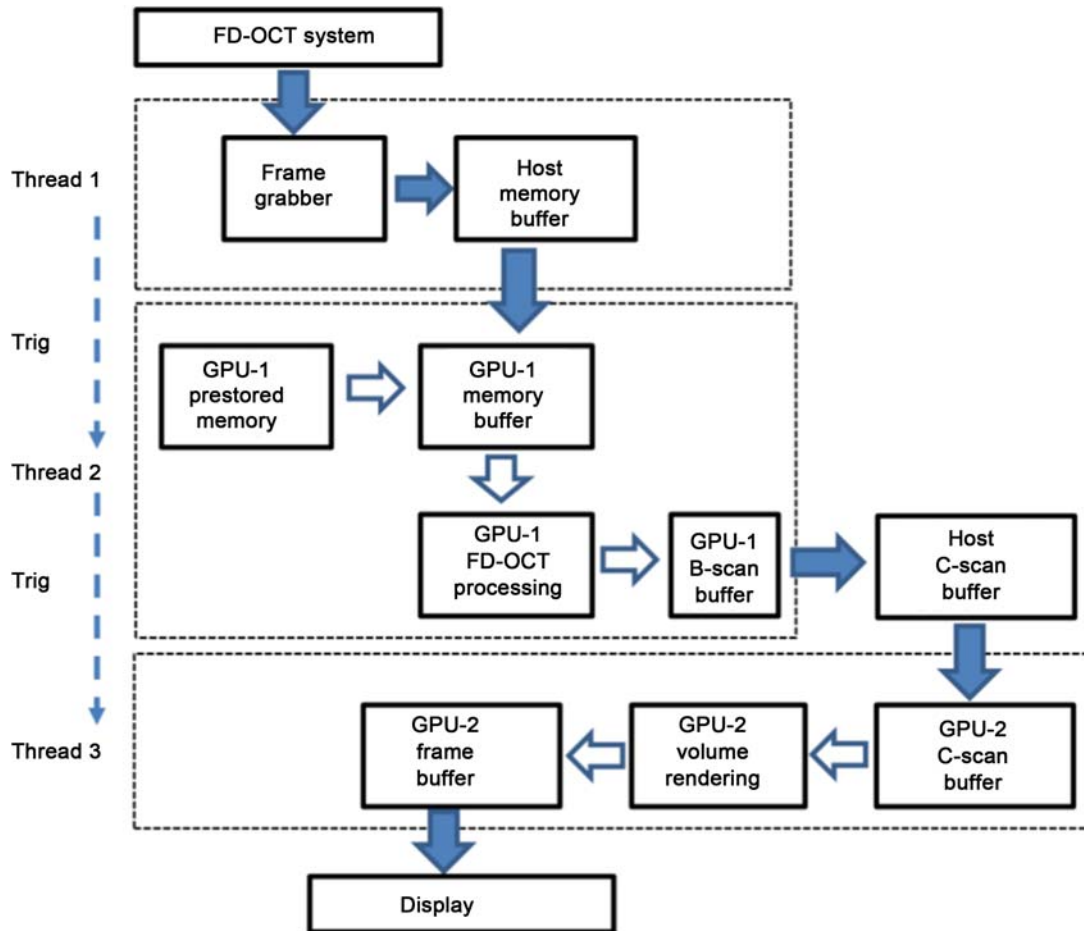 FD-OCT system
Thread 1
Frame
grabber
Host
memory
buffer
Trig
GPU-1
prestored
memory
GPU-1
memory
buffer
Thread 2
GPU-1
FD-OCT
processing
GPU-1
B-scan
buffer
Host
C-scan
buffer
Trig
Thread 3
GPU-2
frame
buffer
GPU-2
volume
rendering
GPU-2
C-scan
buffer
Display